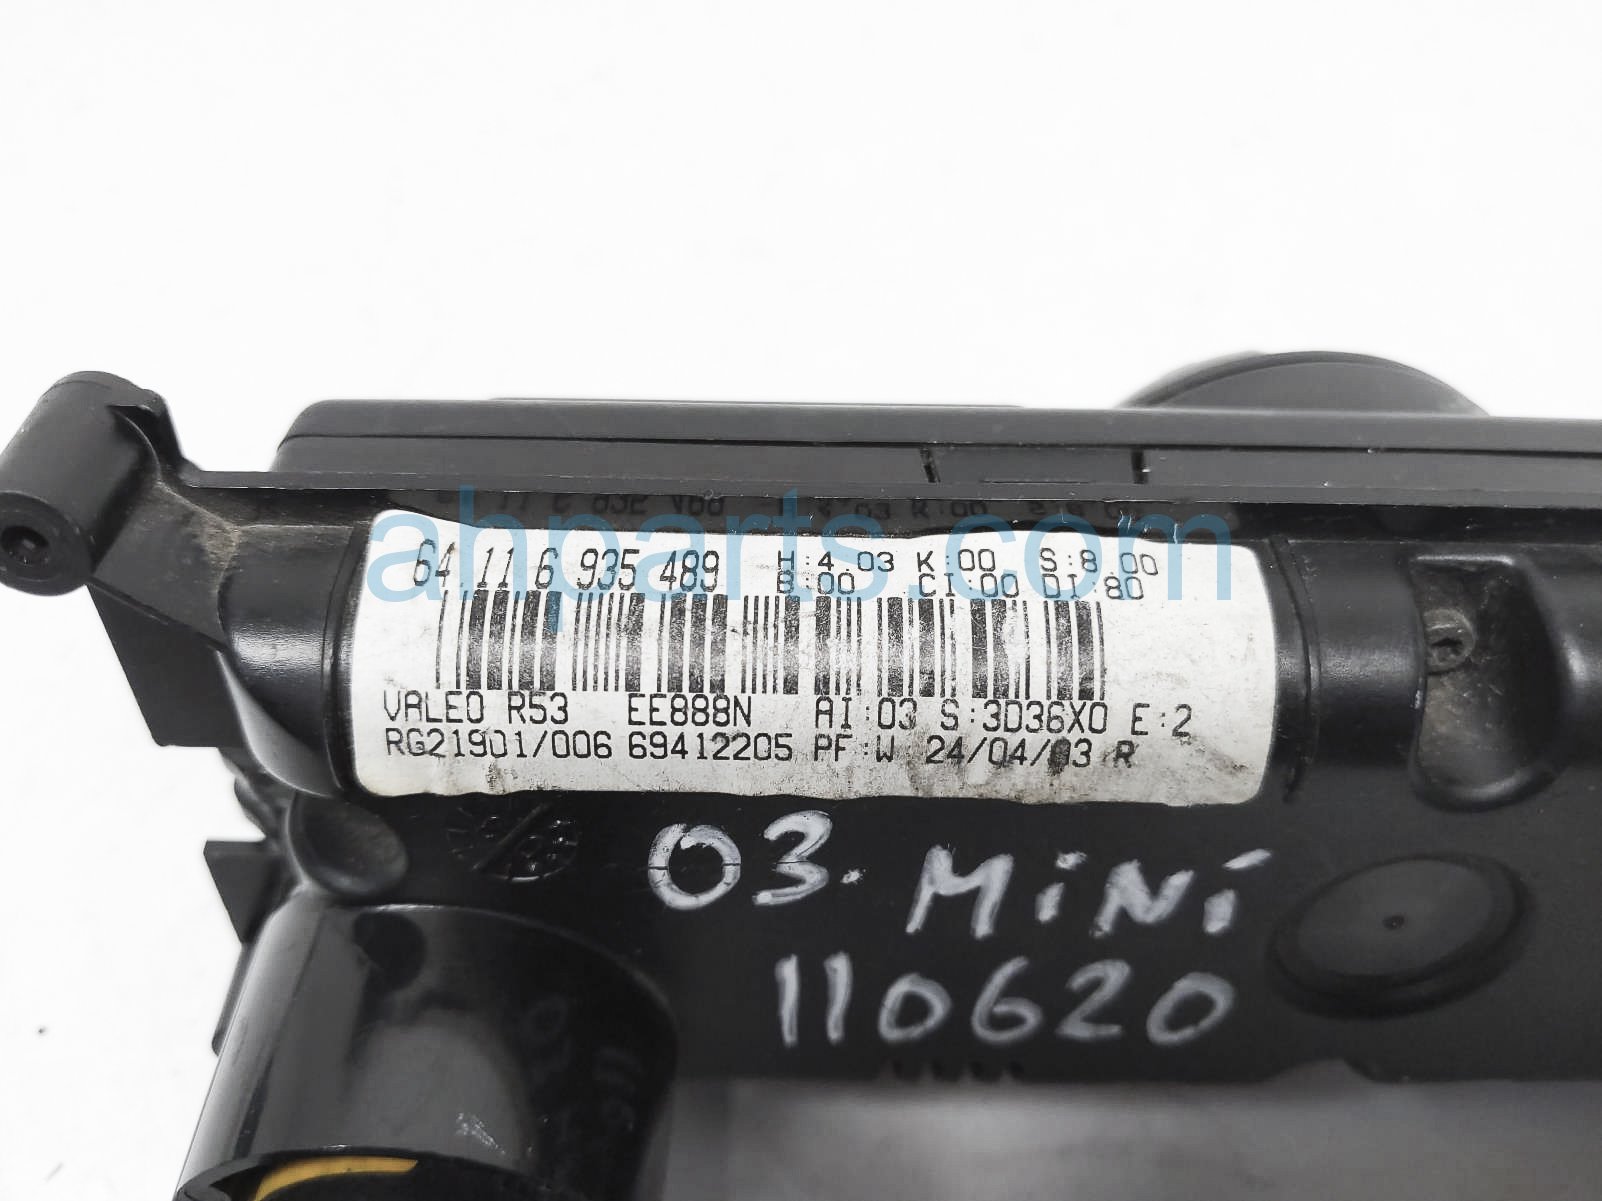 ahparts.com
64.11 6 935 489 H:4.03 K:00 S:8.00
B:00 CI:00 DI:80
VALEO R53 EE888N AI:03 S:3D36X0 E:2
RG21901/006 69412205 PF:W 24/04/03 R
03. MiNi
110620